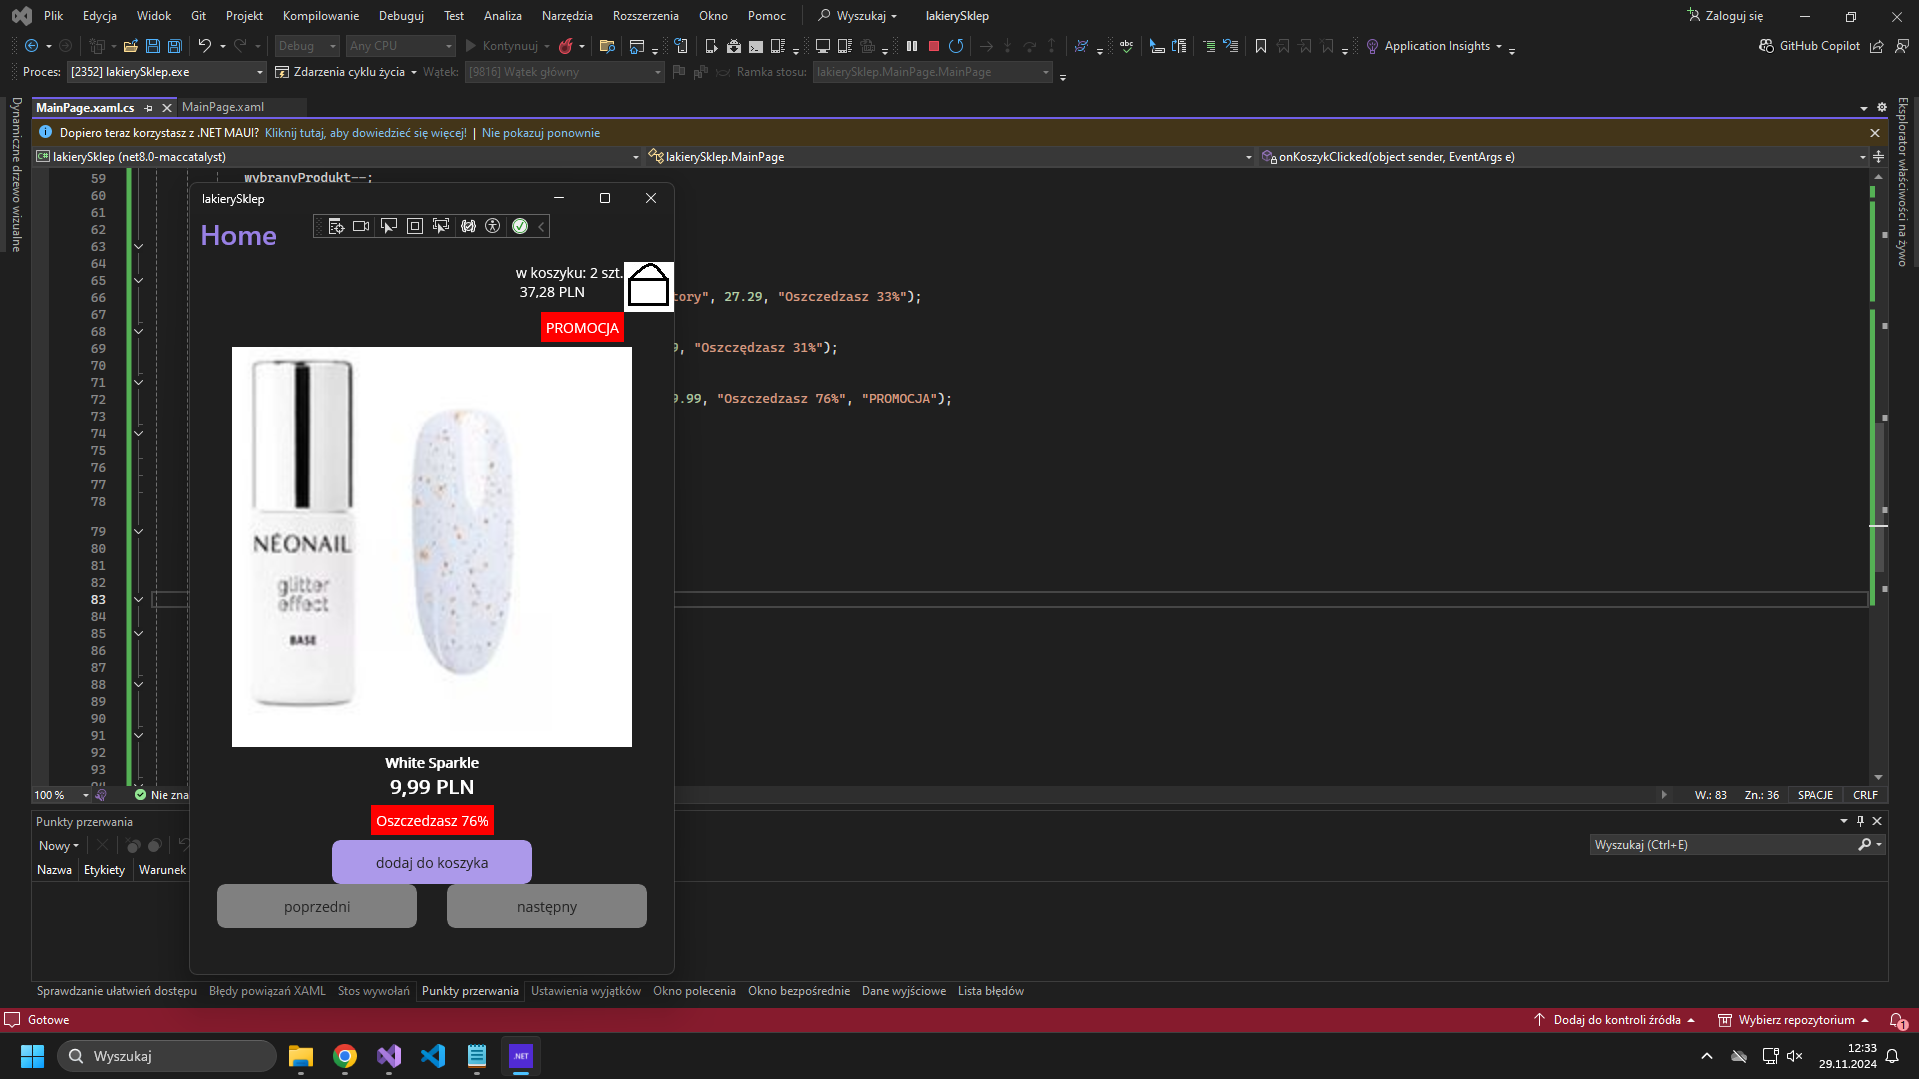 Plik Edycja Widok Git Projekt Kompilowanie Debuguj Test Analiza Narzędzia Rozszerzenia Okno Pomoc Wyszukaj lakierySklep Zaloguj się
Debug Any CPU Kontynuuj Application Insights GitHub Copilot
Proces: [2352] lakierySklep.exe Zdarzenia cyklu życia Wątek: [9816] Wątek główny Ramka stosu: lakierySklep.MainPage.MainPage
Dynamiczne drzewo wizualne
MainPage.xaml.cs MainPage.xaml
Dopiero teraz korzystasz z .NET MAUI? Kliknij tutaj, aby dowiedzieć się więcej! | Nie pokazuj ponownie
lakierySklep (net8.0-maccatalyst) lakierySklep.MainPage onKoszykClicked(object sender, EventArgs e)
Eksplorator właściwości na żywo
59 wybranyProdukt--;
60
61
62
63
64
65
66 tory", 27.29, "Oszczedzasz 33%");
67
68
69 9, "Oszczędzasz 31%");
70
71
72 9.99, "Oszczedzasz 76%", "PROMOCJA");
73
74
75
76
77
78
79
80
81
82
83
84
85
86
87
88
89
90
91
92
93
94
lakierySklep
Home
w koszyku: 2 szt.
37,28 PLN
PROMOCJA
NÉONAIL
glitter
effect
BASE
White Sparkle
9,99 PLN
Oszczedzasz 76%
dodaj do koszyka
poprzedni następny
100 % Nie zna W.: 83 Zn.: 36 SPACJE CRLF
Punkty przerwania
Nowy Wyszukaj (Ctrl+E)
Nazwa Etykiety Warunek
Sprawdzanie ułatwień dostępu Błędy powiązań XAML Stos wywołań Punkty przerwania Ustawienia wyjątków Okno polecenia Okno bezpośrednie Dane wyjściowe Lista błędów
Gotowe Dodaj do kontroli źródła Wybierz repozytorium 1
Wyszukaj .NET 12:33
29.11.2024